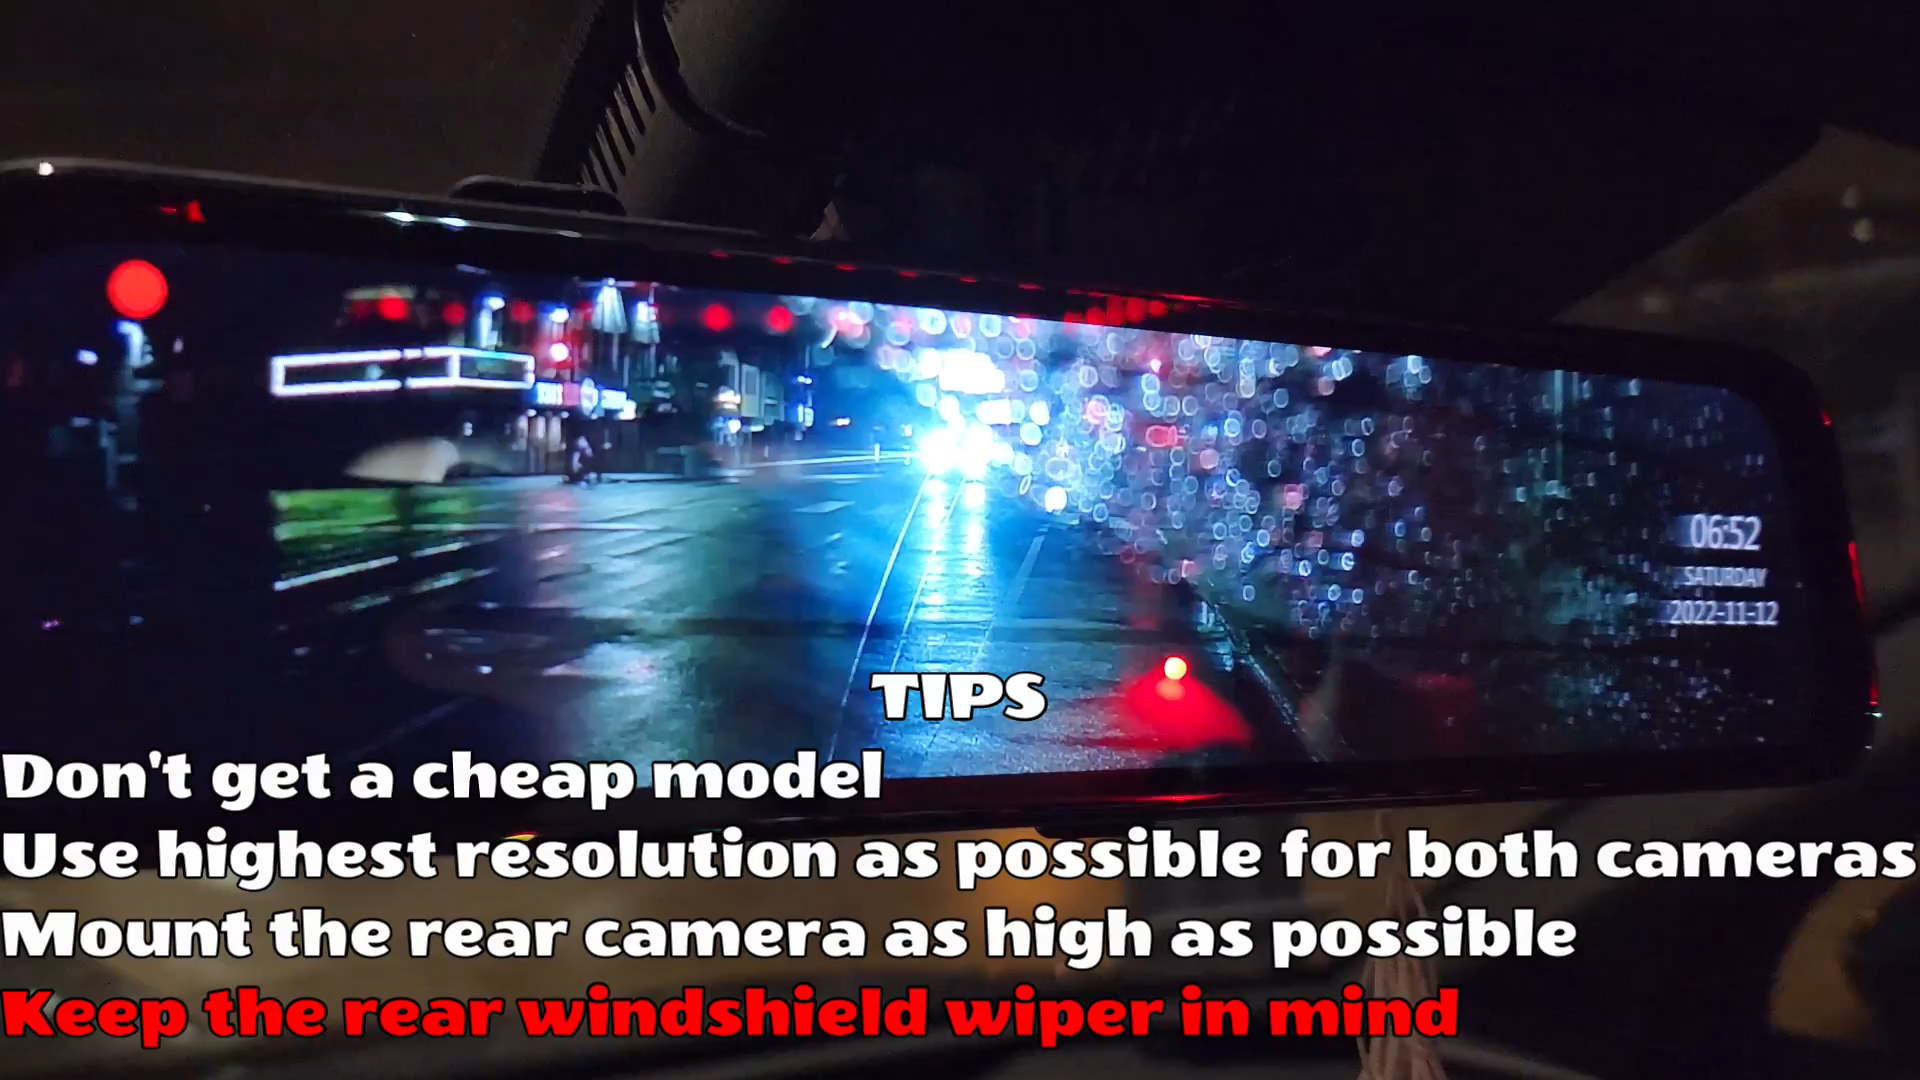 06:52
SATURDAY
2022-11-12
TIPS
Don't get a cheap model
Use highest resolution as possible for both cameras
Mount the rear camera as high as possible
Keep the rear windshield wiper in mind